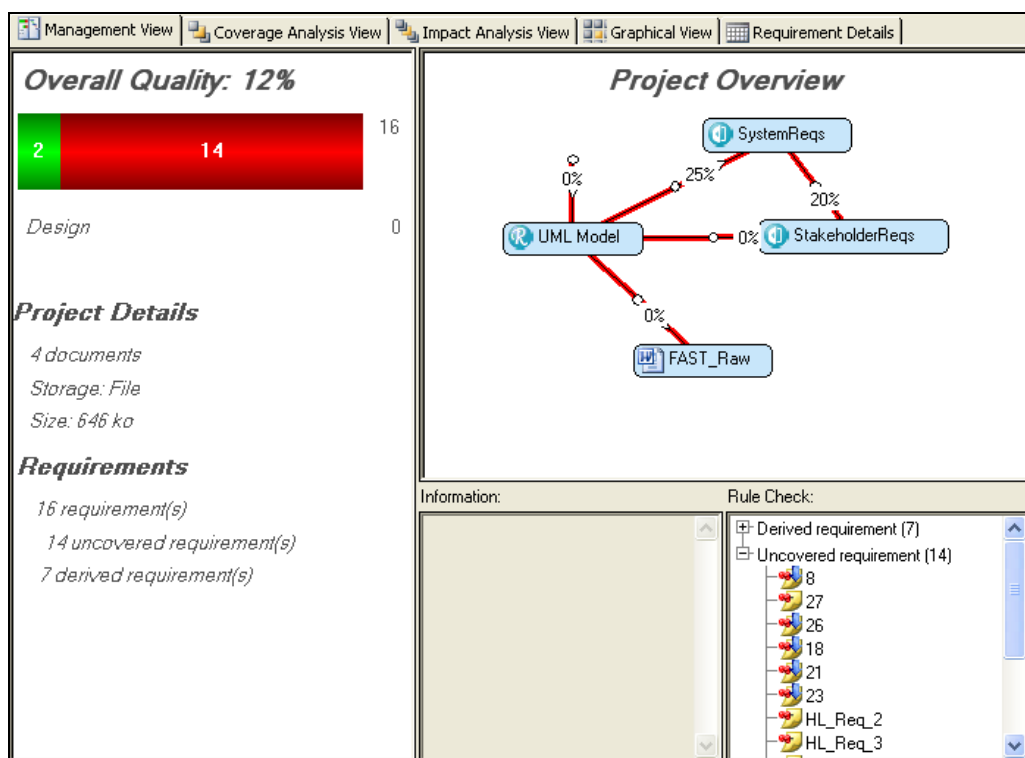 Management View Coverage Analysis View Impact Analysis View Graphical View Requirement Details
Overall Quality: 12%
2 14 16
Design 0
Project Details
4 documents
Storage: File
Size: 646 ko
Requirements
16 requirement(s)
14 uncovered requirement(s)
7 derived requirement(s)
Project Overview
SystemReqs
0%
25%
20%
UML Model
0%
StakeholderReqs
0%
FAST_Raw
Information:
Rule Check:
Derived requirement (7)
Uncovered requirement (14)
8
27
26
18
21
23
HL_Req_2
HL_Req_3